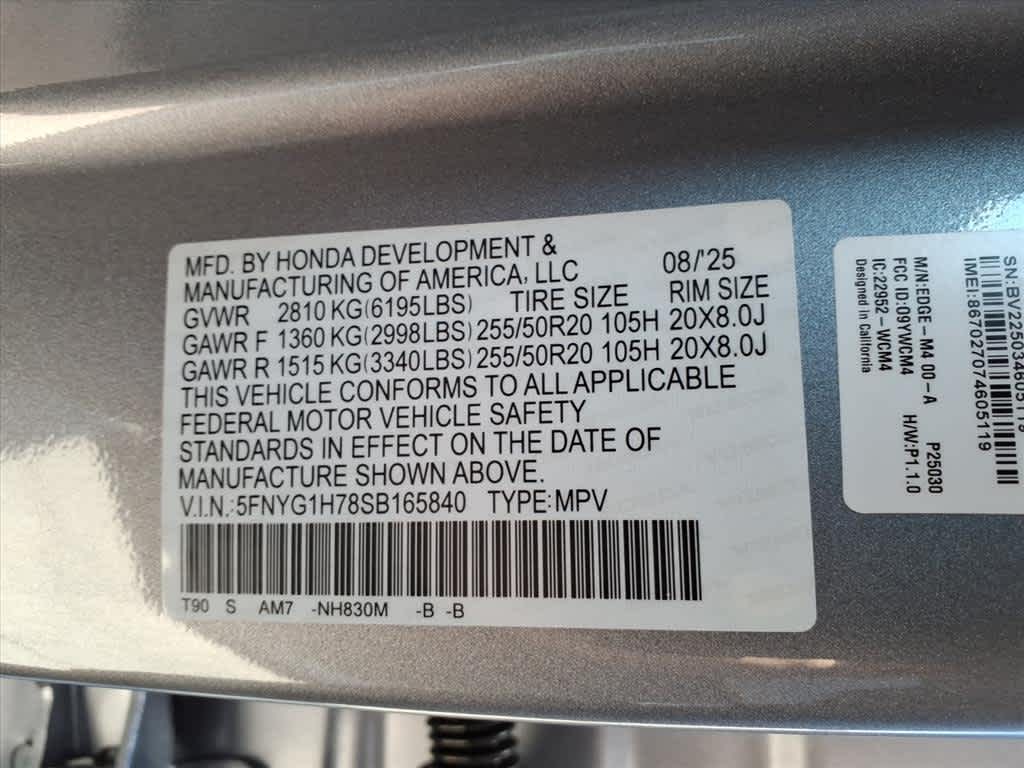 MFD. BY HONDA DEVELOPMENT & 
MANUFACTURING OF AMERICA, LLC 08/'25
GVWR 2810 KG(6195LBS) TIRE SIZE RIM SIZE
GAWR F 1360 KG(2998LBS) 255/50R20 105H 20X8.0J
GAWR R 1515 KG(3340LBS) 255/50R20 105H 20X8.0J
THIS VEHICLE CONFORMS TO ALL APPLICABLE
FEDERAL MOTOR VEHICLE SAFETY
STANDARDS IN EFFECT ON THE DATE OF
MANUFACTURE SHOWN ABOVE.
V.I.N.:5FNYG1H78SB165840 TYPE:MPV
T90 S AM7 -NH830M -B -B
SN:BV225034605119
IMEI:867027074605119
M/N:EDGE-M4 00-A P25030
FCC ID:O9YWCM4 H/W:P1.1.0
IC:22952-WCM4
Designed in California